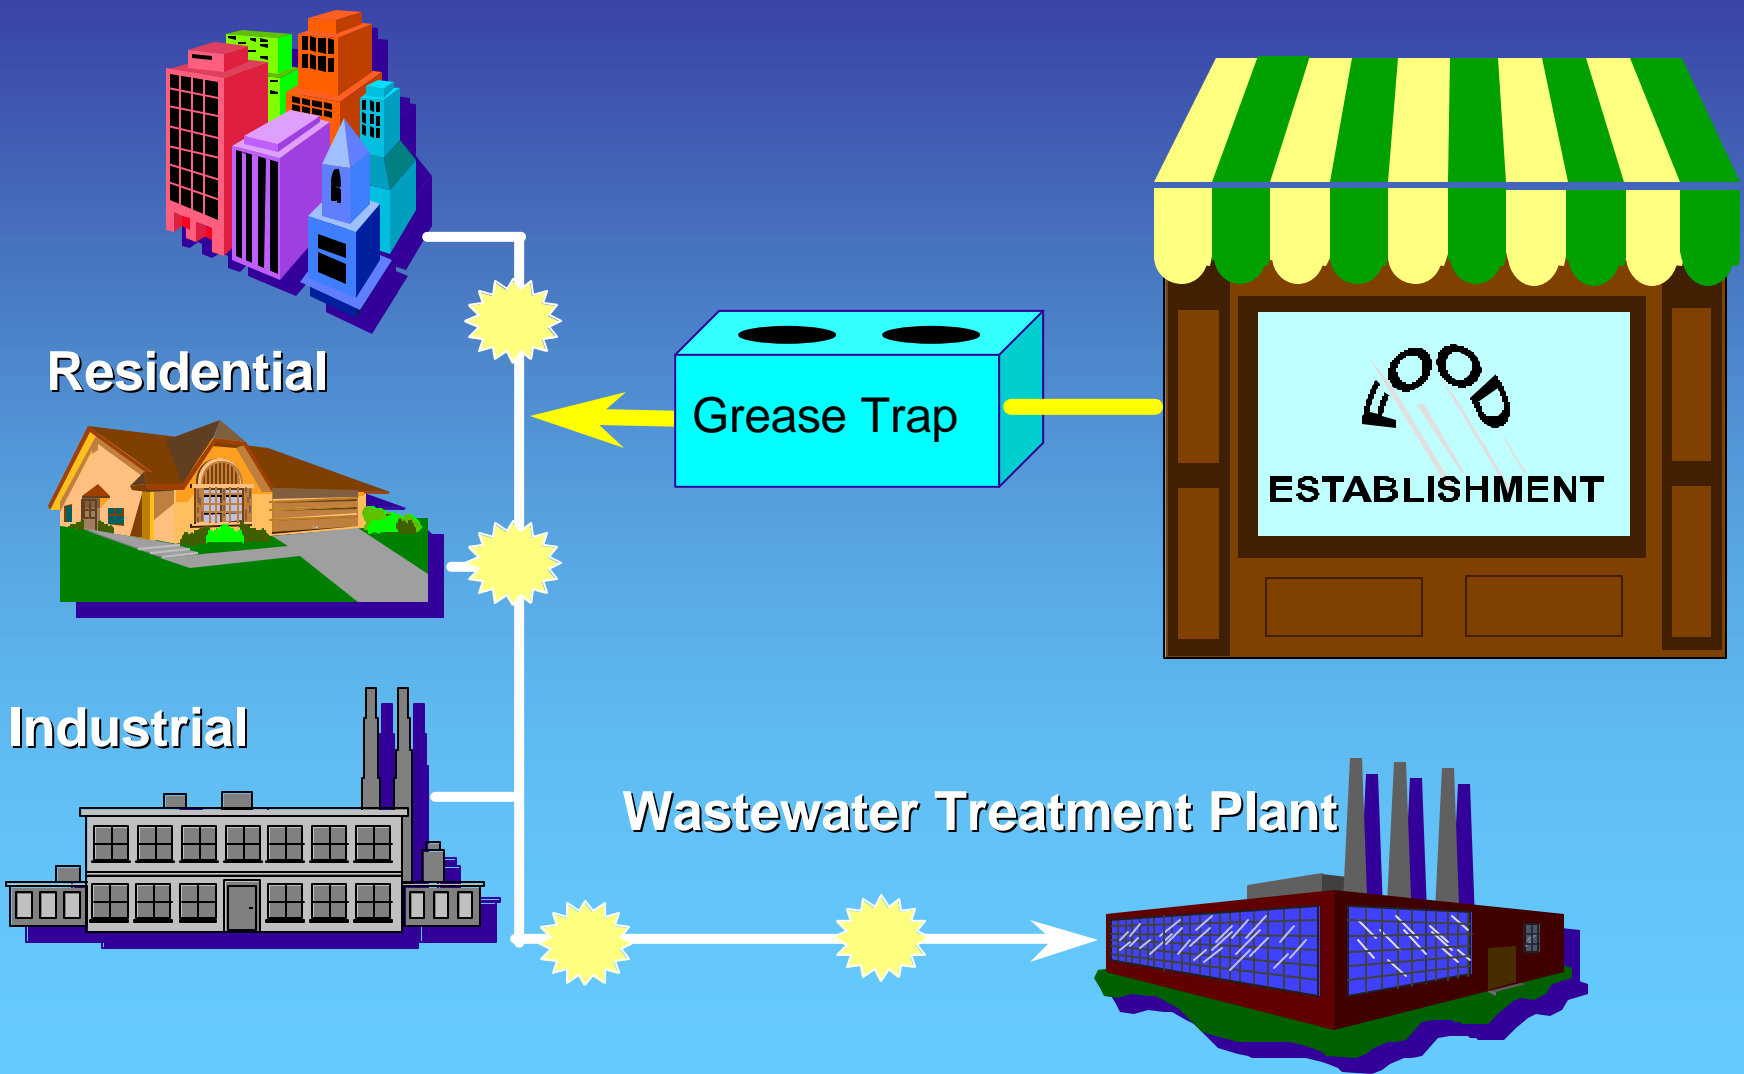 Residential
Grease Trap
FOOD
ESTABLISHMENT
Industrial
Wastewater Treatment Plant